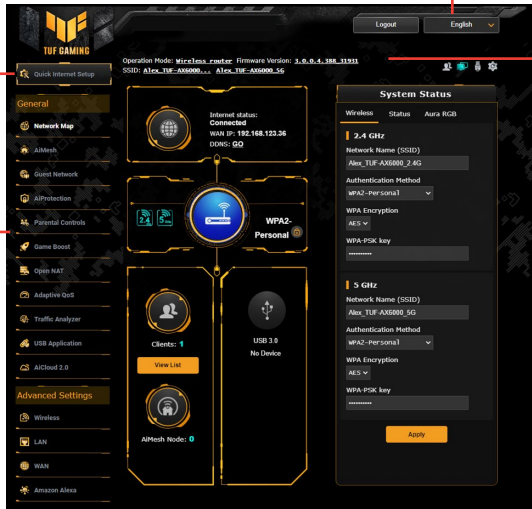 Logout
English
TUF GAMING
Operation Mode: Wireless router Firmware Version: 3.0.0.4.388_31931
SSID: Alex_TUF-AX6000... Alex_TUF-AX6000_5G
Quick Internet Setup
General
Network Map
AiMesh
Guest Network
AiProtection
Parental Controls
Game Boost
Open NAT
Adaptive QoS
Traffic Analyzer
USB Application
AiCloud 2.0
Advanced Settings
Wireless
LAN
WAN
Amazon Alexa
Internet status:
Connected
WAN IP: 192.168.123.36
DDNS: GO
2.4
5
WPA2-
Personal
Clients: 1
View List
AiMesh Node: 0
USB 3.0
No Device
System Status
Wireless Status Aura RGB
2.4 GHz
Network Name (SSID)
Alex_TUF-AX6000_2.4G
Authentication Method
WPA2-Personal
WPA Encryption
AES
WPA-PSK key
••••••••••
5 GHz
Network Name (SSID)
Alex_TUF-AX6000_5G
Authentication Method
WPA2-Personal
WPA Encryption
AES
WPA-PSK key
••••••••••
Apply